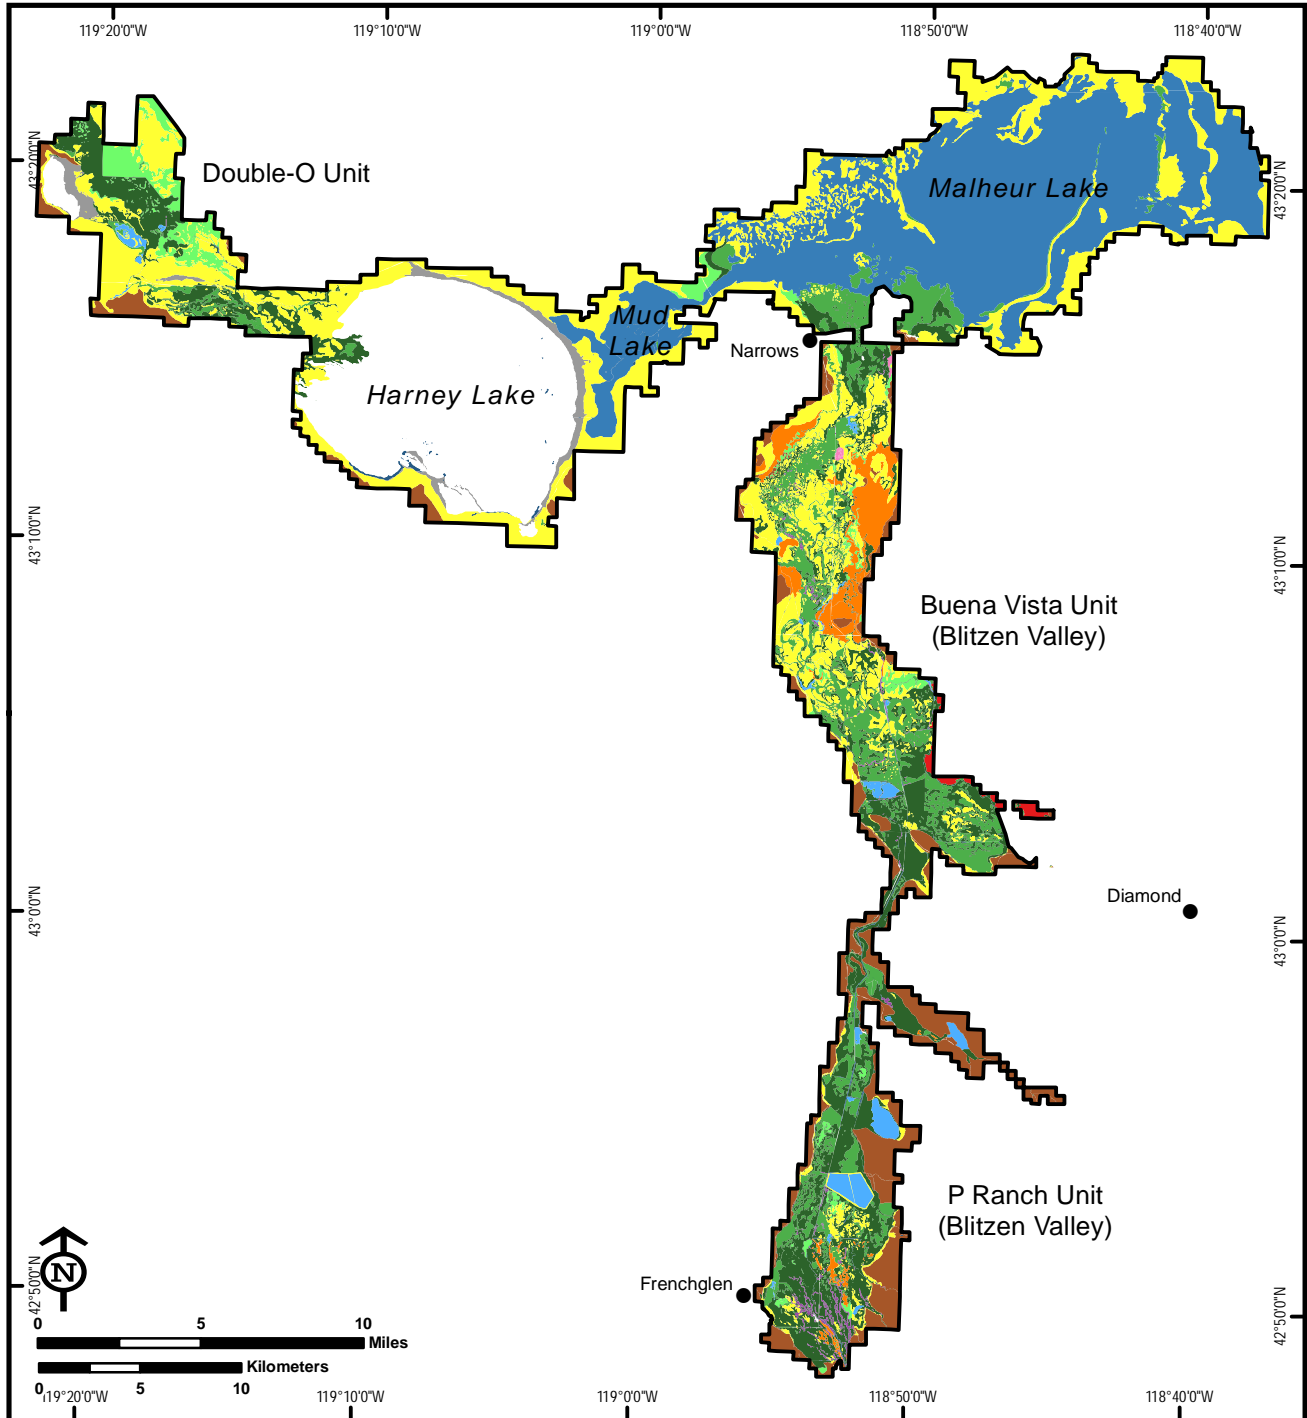 119°20'0"W
119°10'0"W
119°0'0"W
118°50'0"W
118°40'0"W
43°20'0"N
43°20'0"N
Double-O Unit
Malheur Lake
Mud
Lake
Narrows
Harney Lake
43°10'0"N
43°10'0"N
Buena Vista Unit
(Blitzen Valley)
Diamond
43°0'0"N
43°0'0"N
P Ranch Unit
(Blitzen Valley)
Frenchglen
42°50'0"N
42°50'0"N
N
0 5 10
Miles
Kilometers
0 5 10
119°20'0"W
119°10'0"W
119°0'0"W
118°50'0"W
118°40'0"W